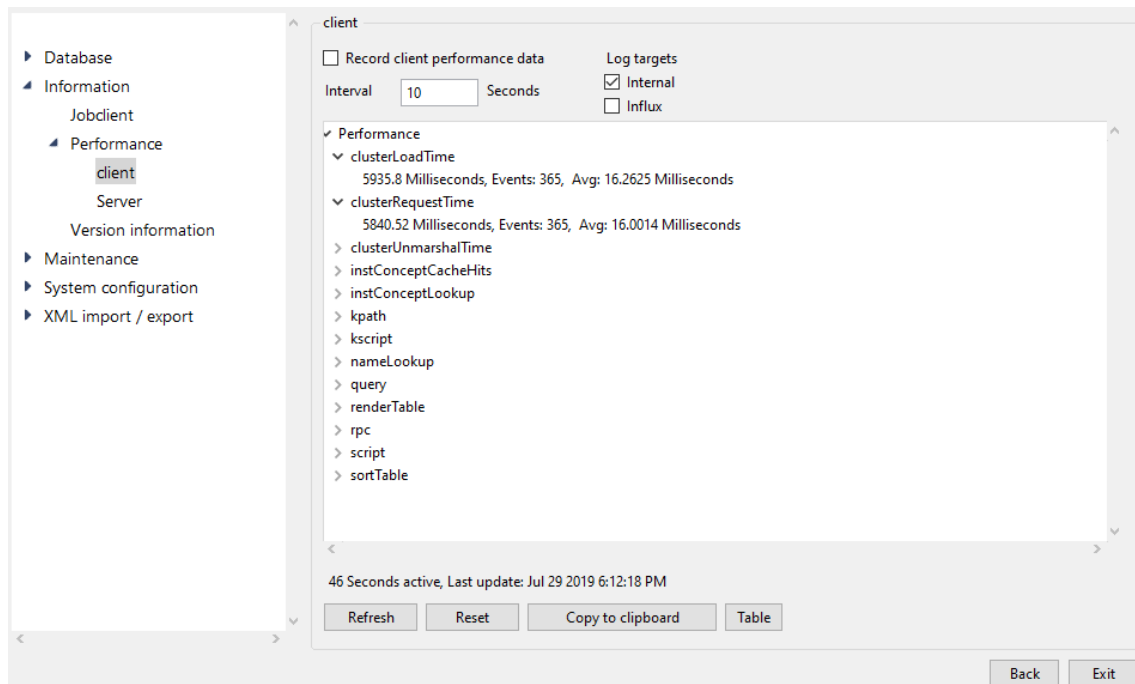 Database
Information
Jobclient
Performance
client
Server
Version information
Maintenance
System configuration
XML import / export
client
Record client performance data
Log targets
Interval 10 Seconds
Internal
Influx
Performance
clusterLoadTime
5935.8 Milliseconds, Events: 365, Avg: 16.2625 Milliseconds
clusterRequestTime
5840.52 Milliseconds, Events: 365, Avg: 16.0014 Milliseconds
clusterUnmarshalTime
instConceptCacheHits
instConceptLookup
kpath
kscript
nameLookup
query
renderTable
rpc
script
sortTable
46 Seconds active, Last update: Jul 29 2019 6:12:18 PM
Refresh Reset Copy to clipboard Table
Back Exit